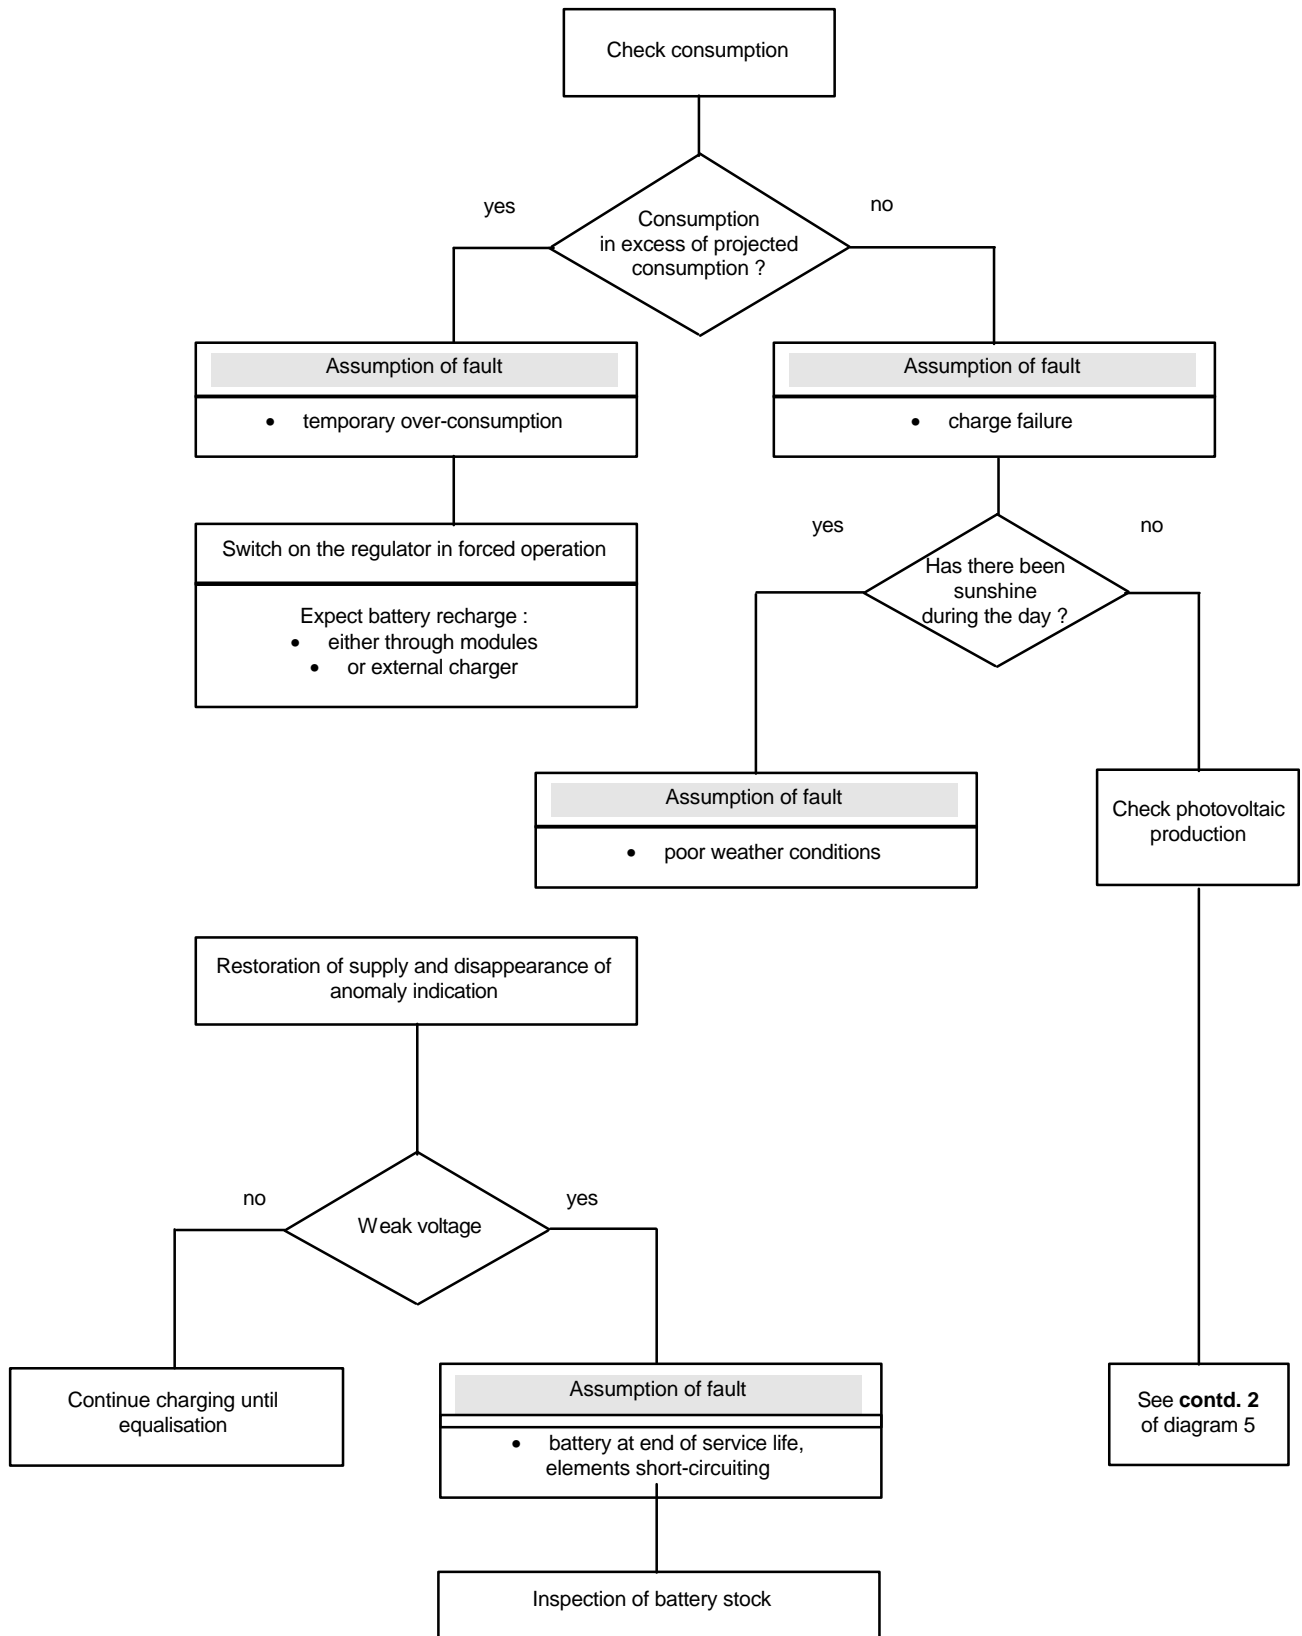 Check consumption
yes
no
Consumption
in excess of projected
consumption ?
Assumption of fault
• temporary over-consumption
Assumption of fault
• charge failure
Switch on the regulator in forced operation
Expect battery recharge :
• either through modules
• or external charger
yes
no
Has there been
sunshine
during the day ?
Assumption of fault
• poor weather conditions
Check photovoltaic
production
Restoration of supply and disappearance of
anomaly indication
no
yes
Weak voltage
Continue charging until
equalisation
Assumption of fault
• battery at end of service life,
elements short-circuiting
See contd. 2
of diagram 5
Inspection of battery stock